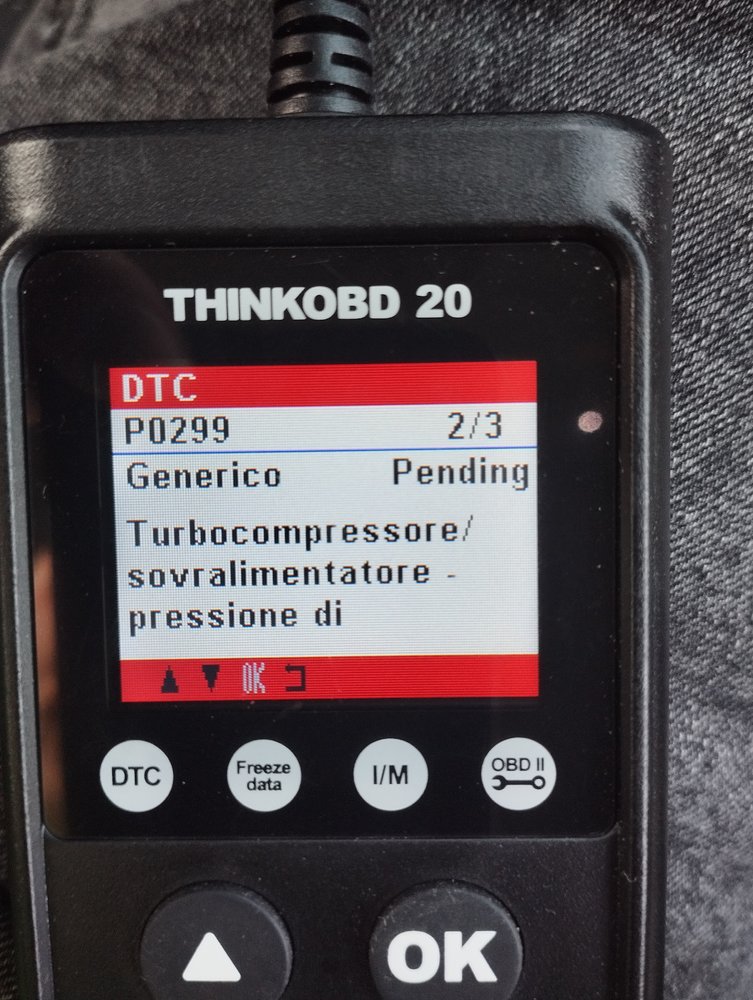 THINKOBD 20
DTC
P0299 2/3
Generico Pending
Turbocompressore/
sovralimentatore -
pressione di
OK
DTC Freeze data I/M OBD II
OK